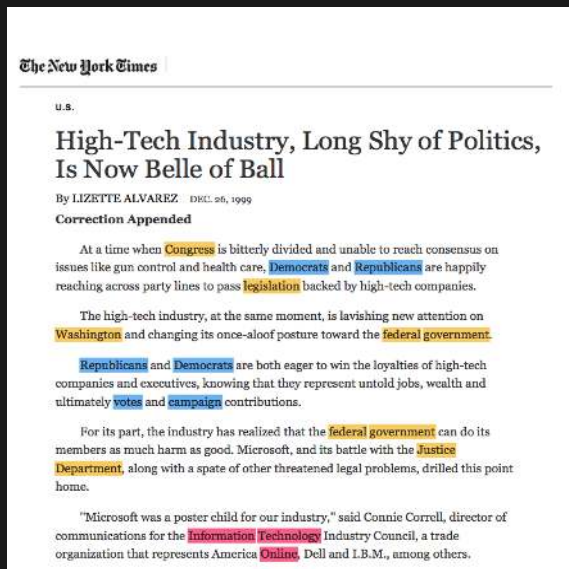 The New York Times
U.S.
High-Tech Industry, Long Shy of Politics,
Is Now Belle of Ball
By LIZETTE ALVAREZ DEC. 26, 1999
Correction Appended
At a time when Congress is bitterly divided and unable to reach consensus on
issues like gun control and health care, Democrats and Republicans are happily
reaching across party lines to pass legislation backed by high-tech companies.
The high-tech industry, at the same moment, is lavishing new attention on
Washington and changing its once-aloof posture toward the federal government.
Republicans and Democrats are both eager to win the loyalties of high-tech
companies and executives, knowing that they represent untold jobs, wealth and
ultimately votes and campaign contributions.
For its part, the industry has realized that the federal government can do its
members as much harm as good. Microsoft, and its battle with the Justice
Department, along with a spate of other threatened legal problems, drilled this point
home.
"Microsoft was a poster child for our industry," said Connie Correll, director of
communications for the Information Technology Industry Council, a trade
organization that represents America Online, Dell and I.B.M., among others.